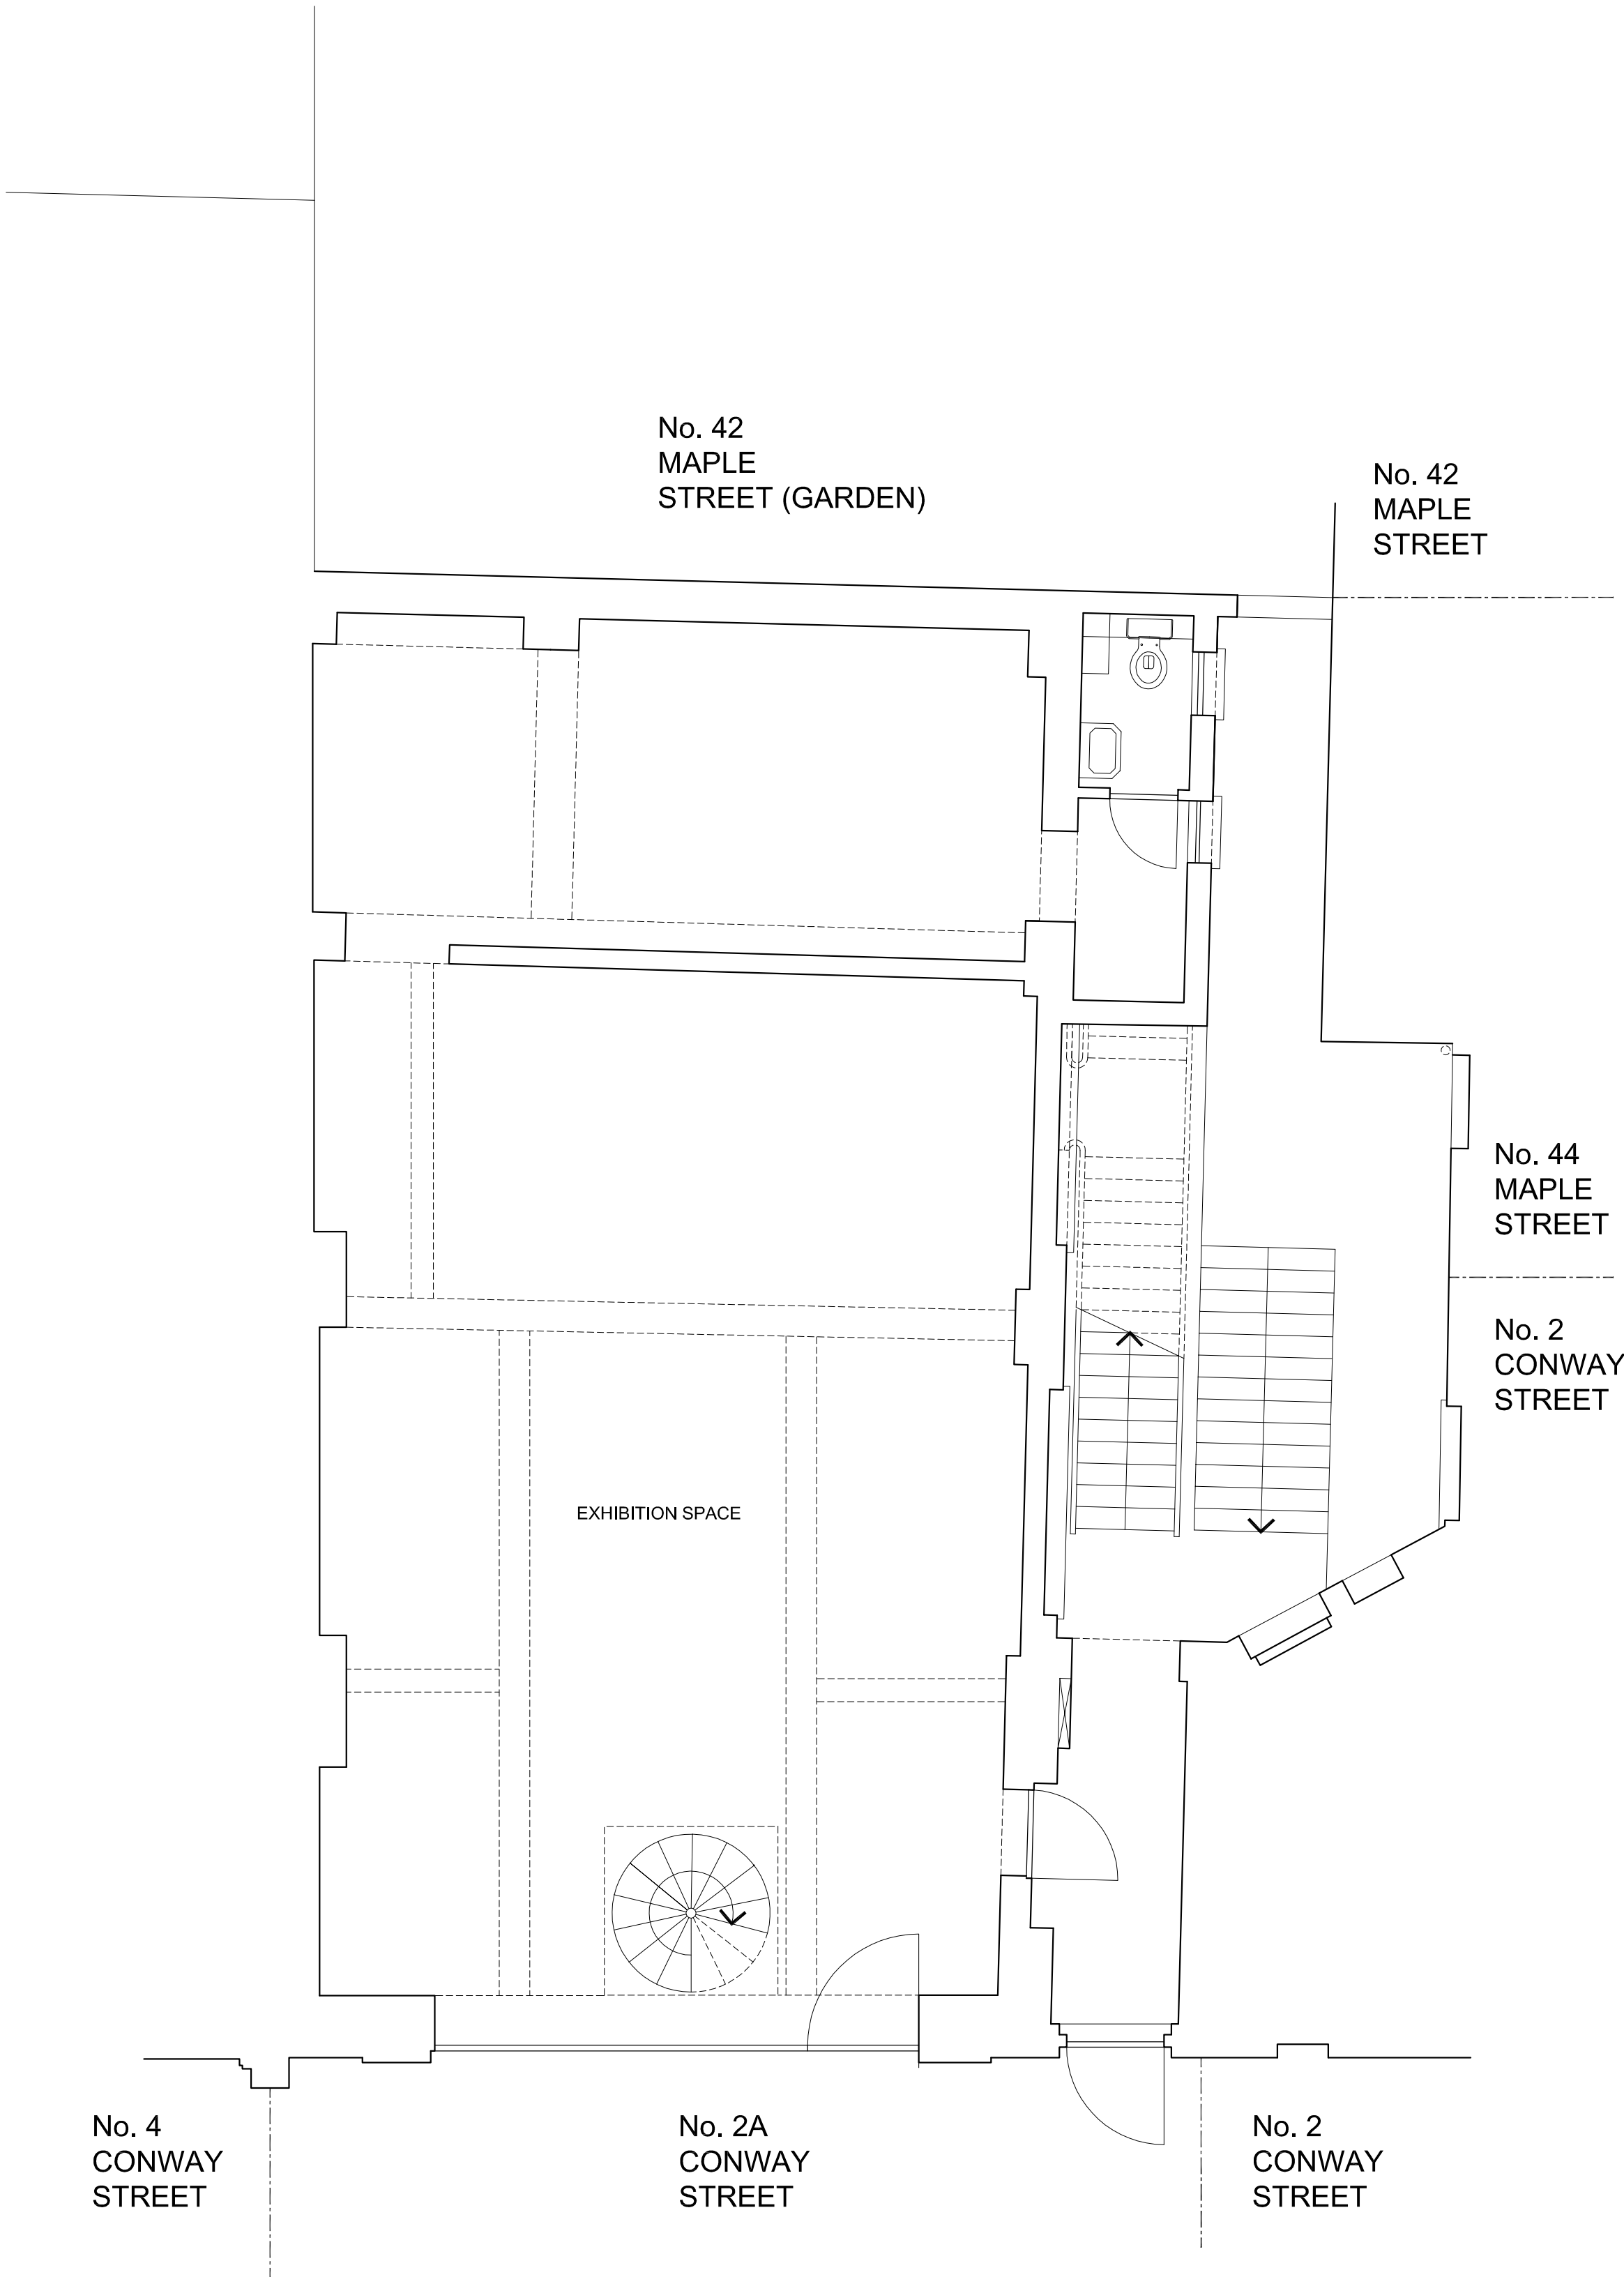 No. 42
MAPLE
STREET (GARDEN)
No. 42
MAPLE
STREET
No. 44
MAPLE
STREET
No. 2
CONWAY
STREET
EXHIBITION SPACE
No. 4
CONWAY
STREET
No. 2A
CONWAY
STREET
No. 2
CONWAY
STREET